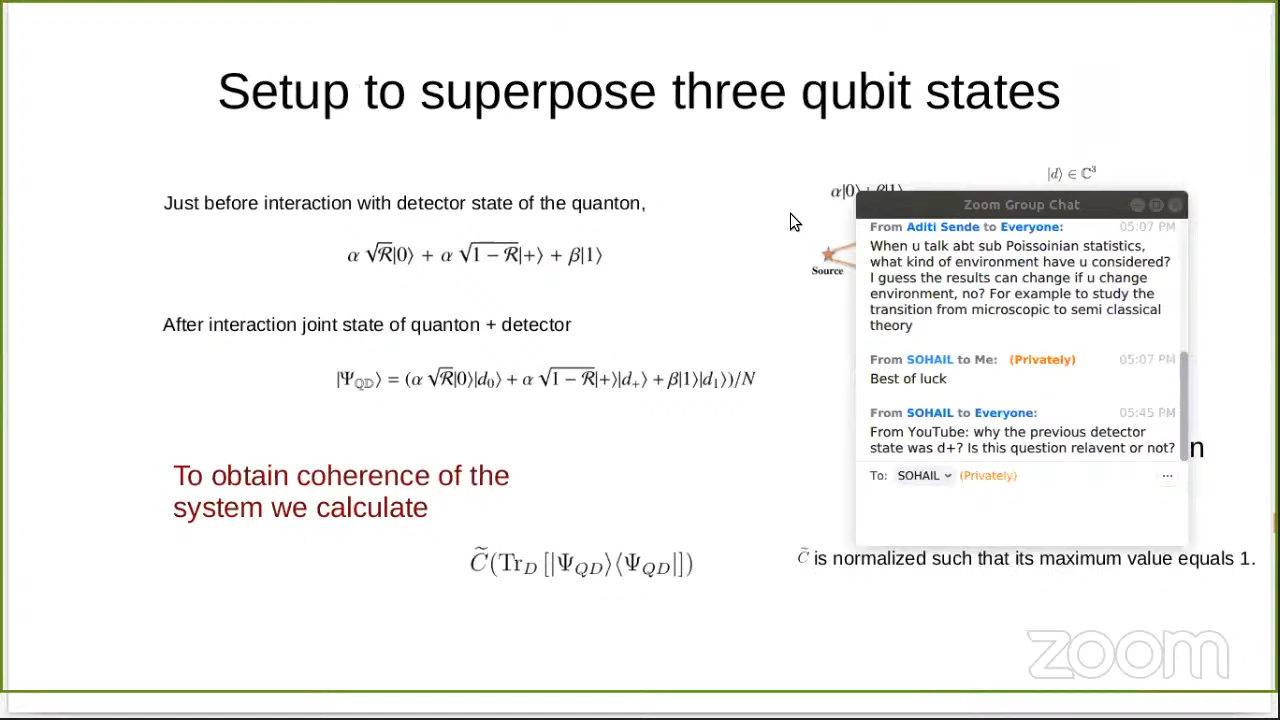 Setup to superpose three qubit states
Just before interaction with detector state of the quanton,
α √ℛ|0⟩ + α √1 − ℛ|+⟩ + β|1⟩
After interaction joint state of quanton + detector
|Ψ_ℚ𝔻⟩ = (α √ℛ|0⟩|d₀⟩ + α √1 − ℛ|+⟩|d₊⟩ + β|1⟩|d₁⟩)/N
To obtain coherence of the
system we calculate
C̃(Tr_D [|Ψ_QD⟩⟨Ψ_QD|])
|d⟩ ∈ ℂ³
α|0⟩ + β|1⟩
Source
Zoom Group Chat
From Aditi Sende to Everyone: 05:07 PM
When u talk abt sub Poissoinian statistics,
what kind of environment have u considered?
I guess the results can change if u change
environment, no? For example to study the
transition from microscopic to semi classical
theory
From SOHAIL to Me: (Privately) 05:07 PM
Best of luck
From SOHAIL to Everyone: 05:45 PM
From YouTube: why the previous detector
state was d+? Is this question relavent or not?
To: SOHAIL (Privately) ...
n
C̃ is normalized such that its maximum value equals 1.
zoom